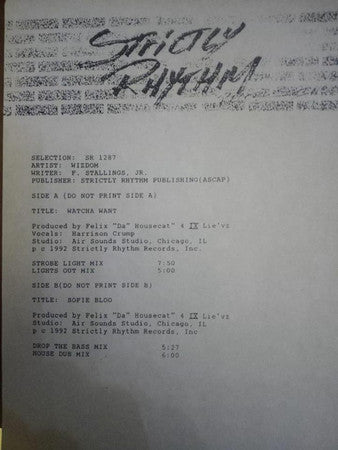 STRICTLY
RHYTHM
SELECTION: SR 1287
ARTIST: WIZDOM
WRITER: F. STALLINGS, JR.
PUBLISHER: STRICTLY RHYTHM PUBLISHING(ASCAP)
SIDE A (DO NOT PRINT SIDE A)
TITLE: WATCHA WANT
Produced by Felix "Da" Housecat" 4 IX Lie'vz
Vocals: Harrison Crump
Studio: Air Sounds Studio, Chicago, IL
p c 1992 Strictly Rhythm Records, Inc.
STROBE LIGHT MIX 7:50
LIGHTS OUT MIX 5:00
SIDE B(DO NOT PRINT SIDE B)
TITLE: SOFIE BLOO
Produced by Felix "Da" Housecat" 4 IX Lie'vz
Studio: Air Sounds Studio, Chicago, IL
p c 1992 Strictly Rhythm Records, Inc
DROP THE BASS MIX 5:27
HOUSE DUB MIX 6:00